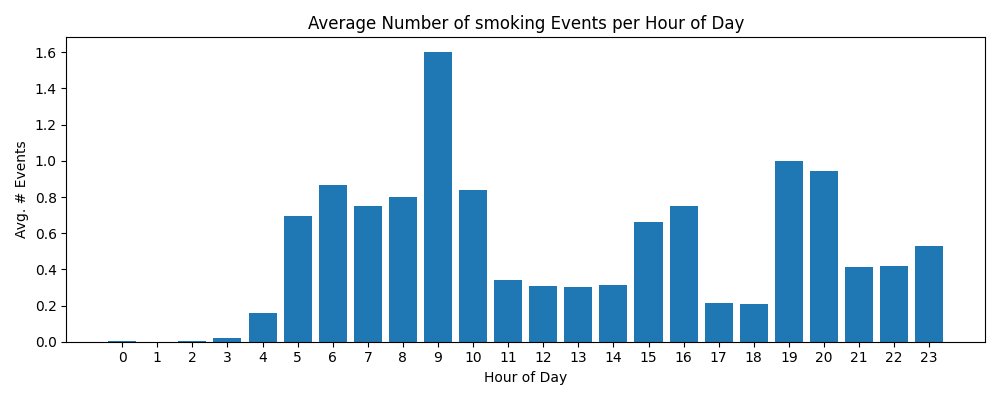 Average Number of smoking Events per Hour of Day
Avg. # Events
1.6
1.4
1.2
1.0
0.8
0.6
0.4
0.2
0.0
0 1 2 3 4 5 6 7 8 9 10 11 12 13 14 15 16 17 18 19 20 21 22 23
Hour of Day